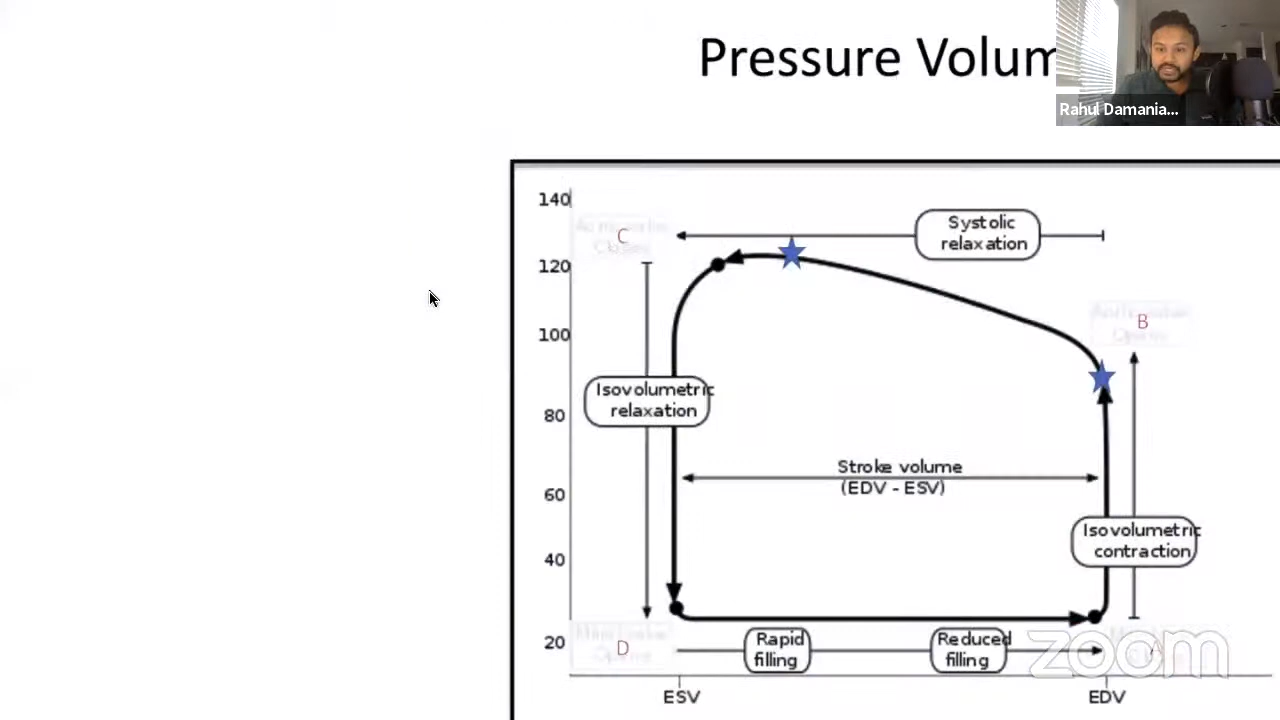 Pressure Volum
Rahul Damania...
140
C
Systolic
relaxation
120
100
B
Isovolumetric
relaxation
80
Stroke volume
(EDV - ESV)
60
Isovolumetric
contraction
40
20
D
Rapid
filling
Reduced
filling
A
zoom
ESV
EDV